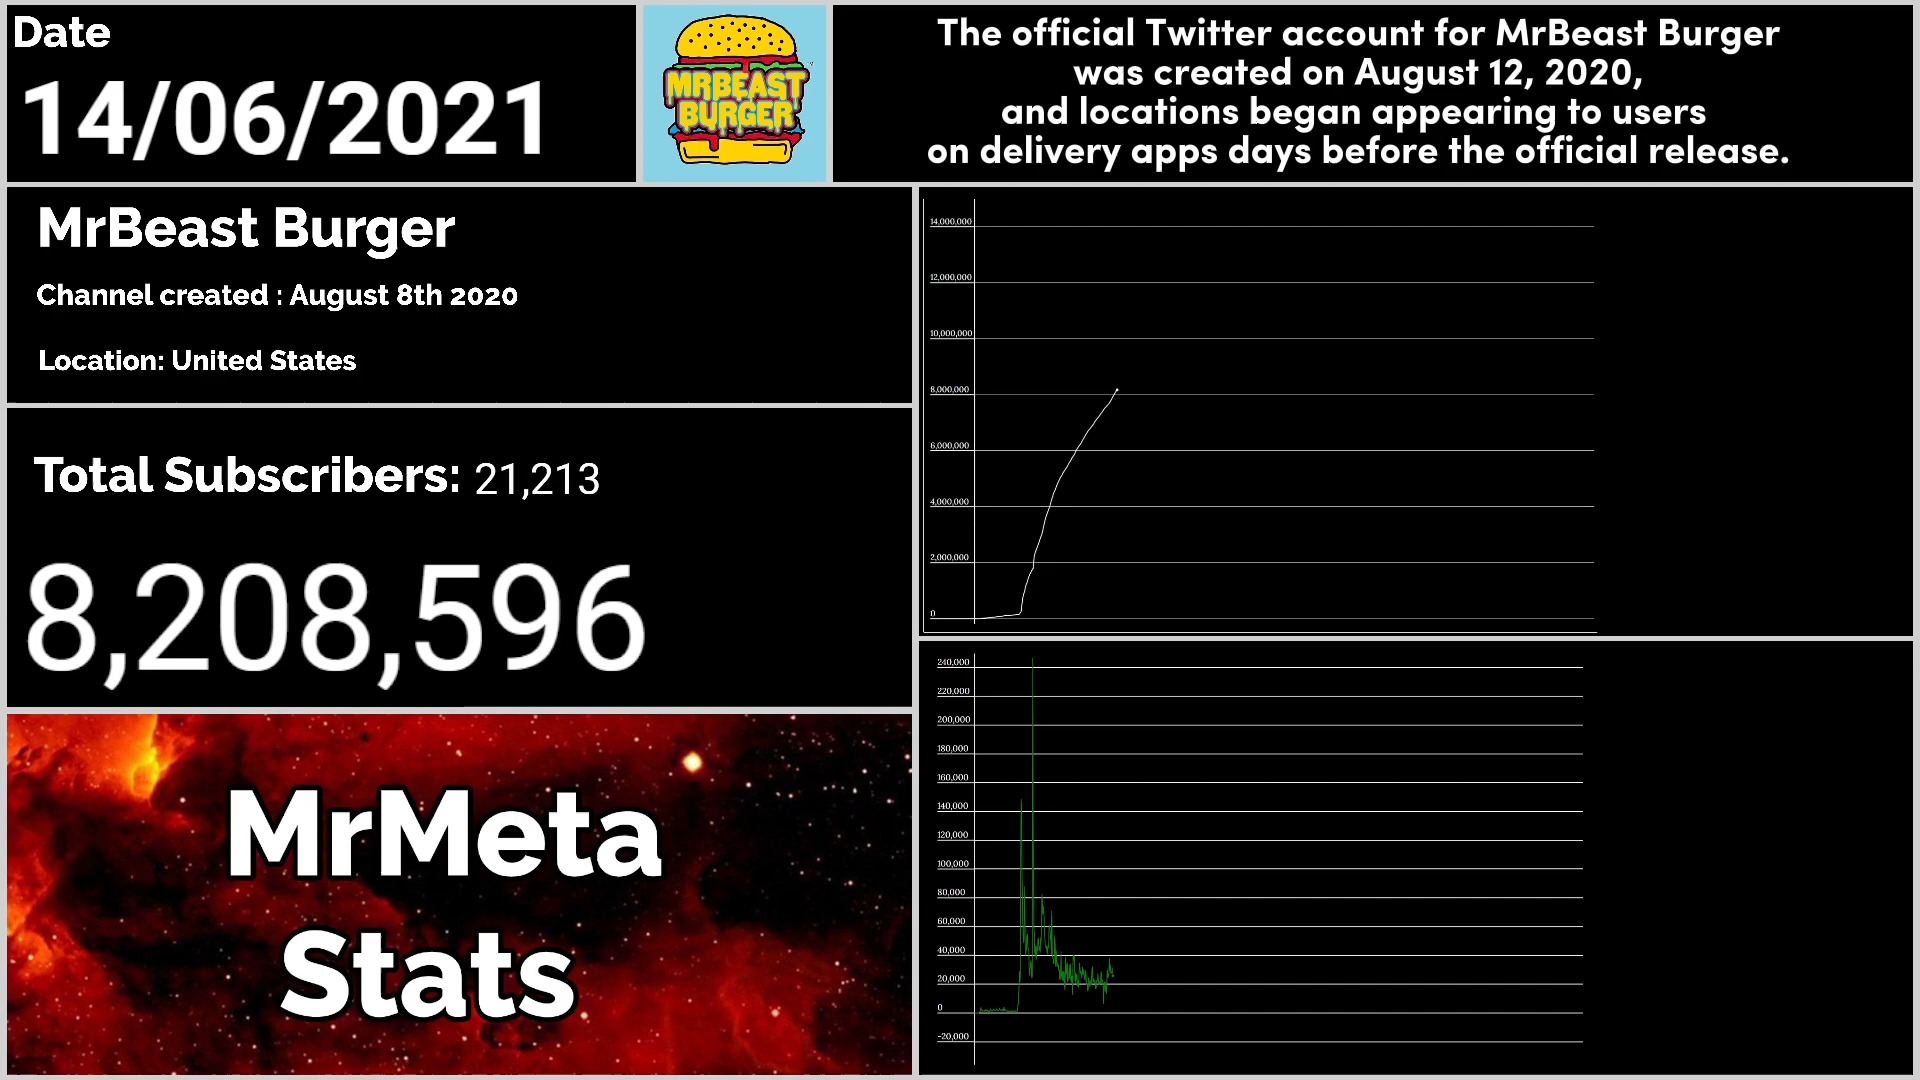 Date
14/06/2021
MRBEAST
BURGER
The official Twitter account for MrBeast Burger
was created on August 12, 2020,
and locations began appearing to users
on delivery apps days before the official release.
MrBeast Burger
Channel created : August 8th 2020
Location: United States
Total Subscribers: 21,213
8,208,596
MrMeta
Stats
14,000,000
12,000,000
10,000,000
8,000,000
6,000,000
4,000,000
2,000,000
0
240,000
220,000
200,000
180,000
160,000
140,000
120,000
100,000
80,000
60,000
40,000
20,000
0
-20,000